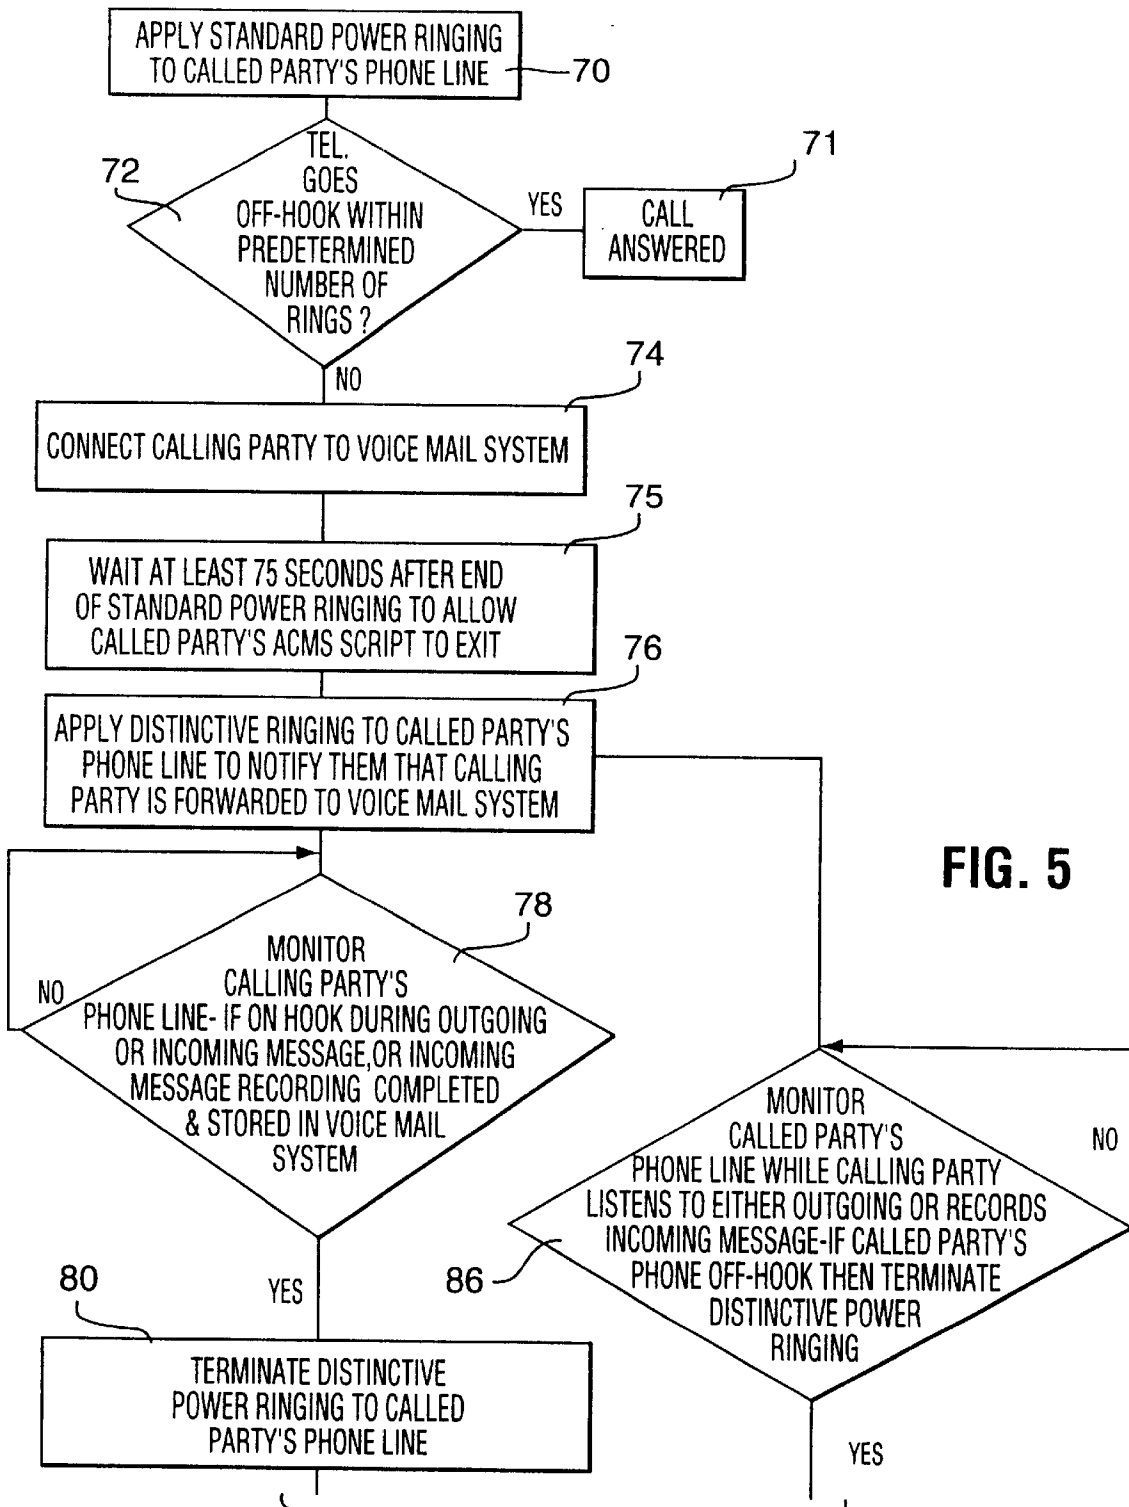 APPLY STANDARD POWER RINGING
TO CALLED PARTY'S PHONE LINE
70
72
TEL.
GOES
OFF-HOOK WITHIN
PREDETERMINED
NUMBER OF
RINGS ?
YES
71
CALL
ANSWERED
NO
74
CONNECT CALLING PARTY TO VOICE MAIL SYSTEM
75
WAIT AT LEAST 75 SECONDS AFTER END
OF STANDARD POWER RINGING TO ALLOW
CALLED PARTY'S ACMS SCRIPT TO EXIT
76
APPLY DISTINCTIVE RINGING TO CALLED PARTY'S
PHONE LINE TO NOTIFY THEM THAT CALLING
PARTY IS FORWARDED TO VOICE MAIL SYSTEM
FIG. 5
78
MONITOR
CALLING PARTY'S
NO
PHONE LINE- IF ON HOOK DURING OUTGOING
OR INCOMING MESSAGE,OR INCOMING
MESSAGE RECORDING COMPLETED
& STORED IN VOICE MAIL
SYSTEM
MONITOR
CALLED PARTY'S
NO
PHONE LINE WHILE CALLING PARTY
LISTENS TO EITHER OUTGOING OR RECORDS
INCOMING MESSAGE-IF CALLED PARTY'S
PHONE OFF-HOOK THEN TERMINATE
DISTINCTIVE POWER
RINGING
86
YES
80
TERMINATE DISTINCTIVE
POWER RINGING TO CALLED
PARTY'S PHONE LINE
YES